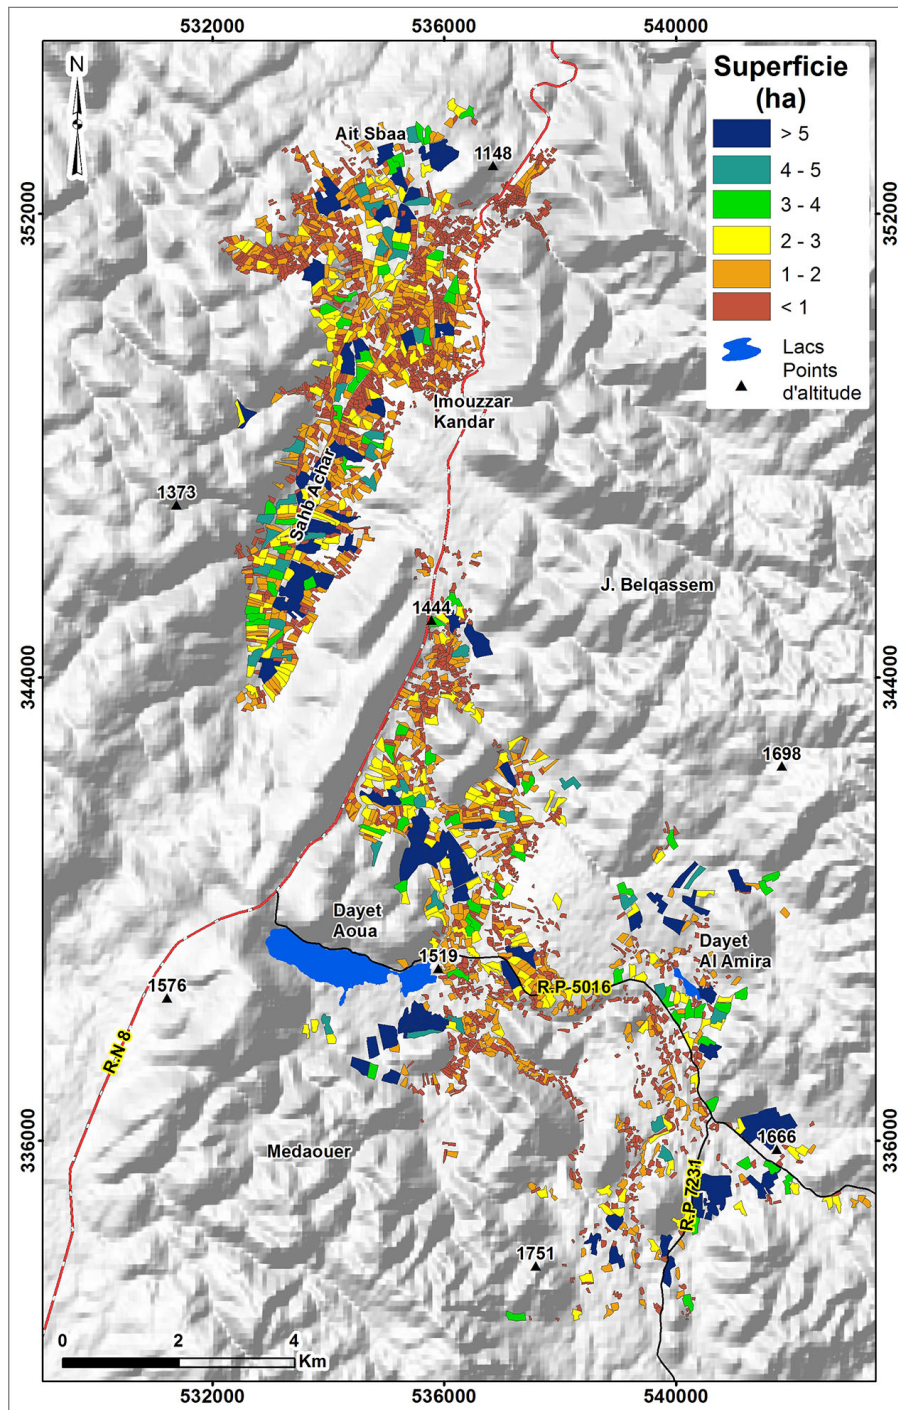 532000
536000
540000
N
Superficie
(ha)
> 5
4 - 5
3 - 4
2 - 3
1 - 2
< 1
Lacs
Points
d'altitude
Ait Sbaa
1148
352000
352000
Imouzzar
Kandar
Sahb Achar
1373
J. Belqassem
1444
344000
344000
1698
Dayet
Aoua
Dayet
Al Amira
1519
R.P-5016
1576
R.N-8
336000
336000
1666
Medaouer
R.P 7231
1751
0
2
4
Km
532000
536000
540000